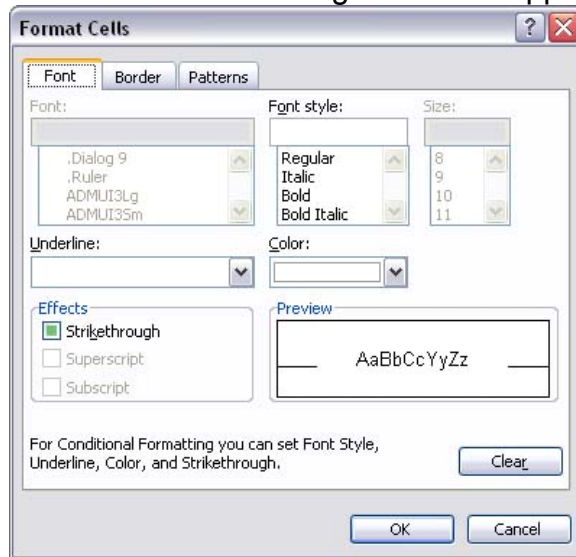 Format Cells
Font Border Patterns
Font: Font style: Size:
.Dialog 9 Regular 8
.Ruler Italic 9
ADMUI3Lg Bold 10
ADMUI3Sm Bold Italic 11
Underline: Color:
Effects Preview
Strikethrough
Superscript AaBbCcYyZz
Subscript
For Conditional Formatting you can set Font Style,
Underline, Color, and Strikethrough.
Clear
OK Cancel